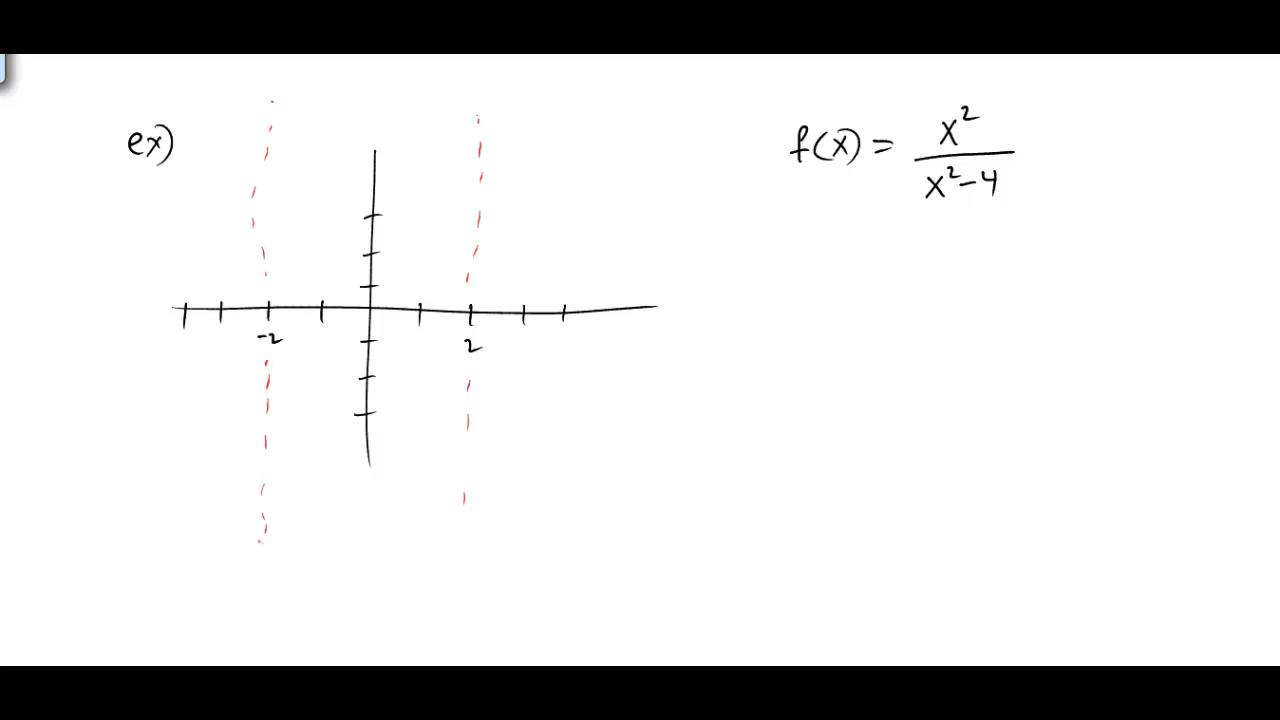 ex)
f(x) = x²/(x²-4)
-2 2